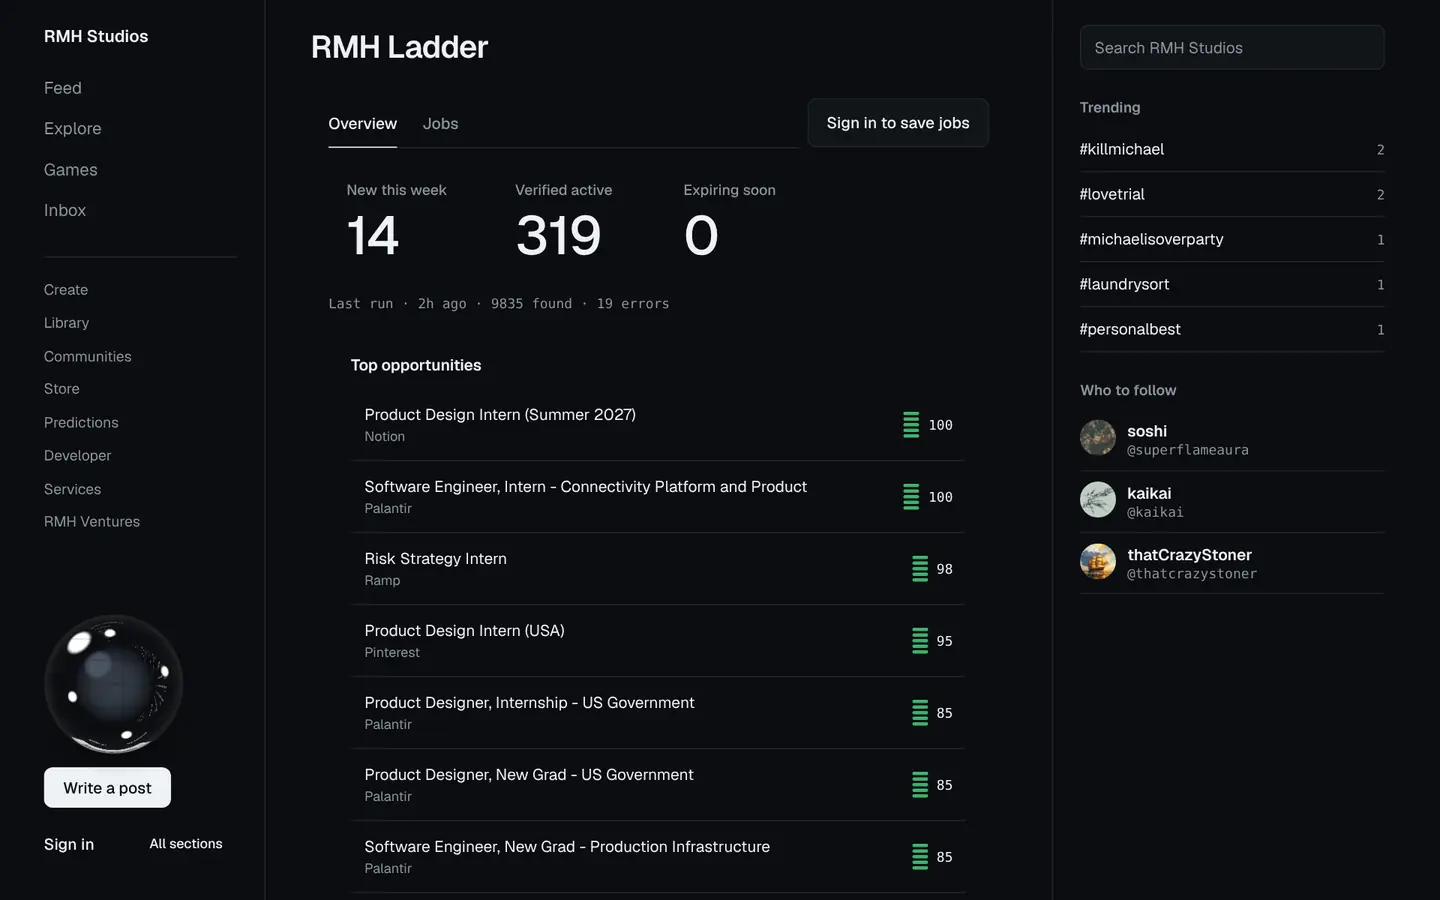 RMH Studios
Feed
Explore
Games
Inbox
Create
Library
Communities
Store
Predictions
Developer
Services
RMH Ventures
Write a post
Sign in
All sections
RMH Ladder
Overview
Jobs
Sign in to save jobs
New this week
14
Verified active
319
Expiring soon
0
Last run · 2h ago · 9835 found · 19 errors
Top opportunities
Product Design Intern (Summer 2027)
Notion
100
Software Engineer, Intern - Connectivity Platform and Product
Palantir
100
Risk Strategy Intern
Ramp
98
Product Design Intern (USA)
Pinterest
95
Product Designer, Internship - US Government
Palantir
85
Product Designer, New Grad - US Government
Palantir
85
Software Engineer, New Grad - Production Infrastructure
Palantir
85
Search RMH Studios
Trending
#killmichael 2
#lovetrial 2
#michaelisoverparty 1
#laundrysort 1
#personalbest 1
Who to follow
soshi
@superflameaura
kaikai
@kaikai
thatCrazyStoner
@thatcrazystoner